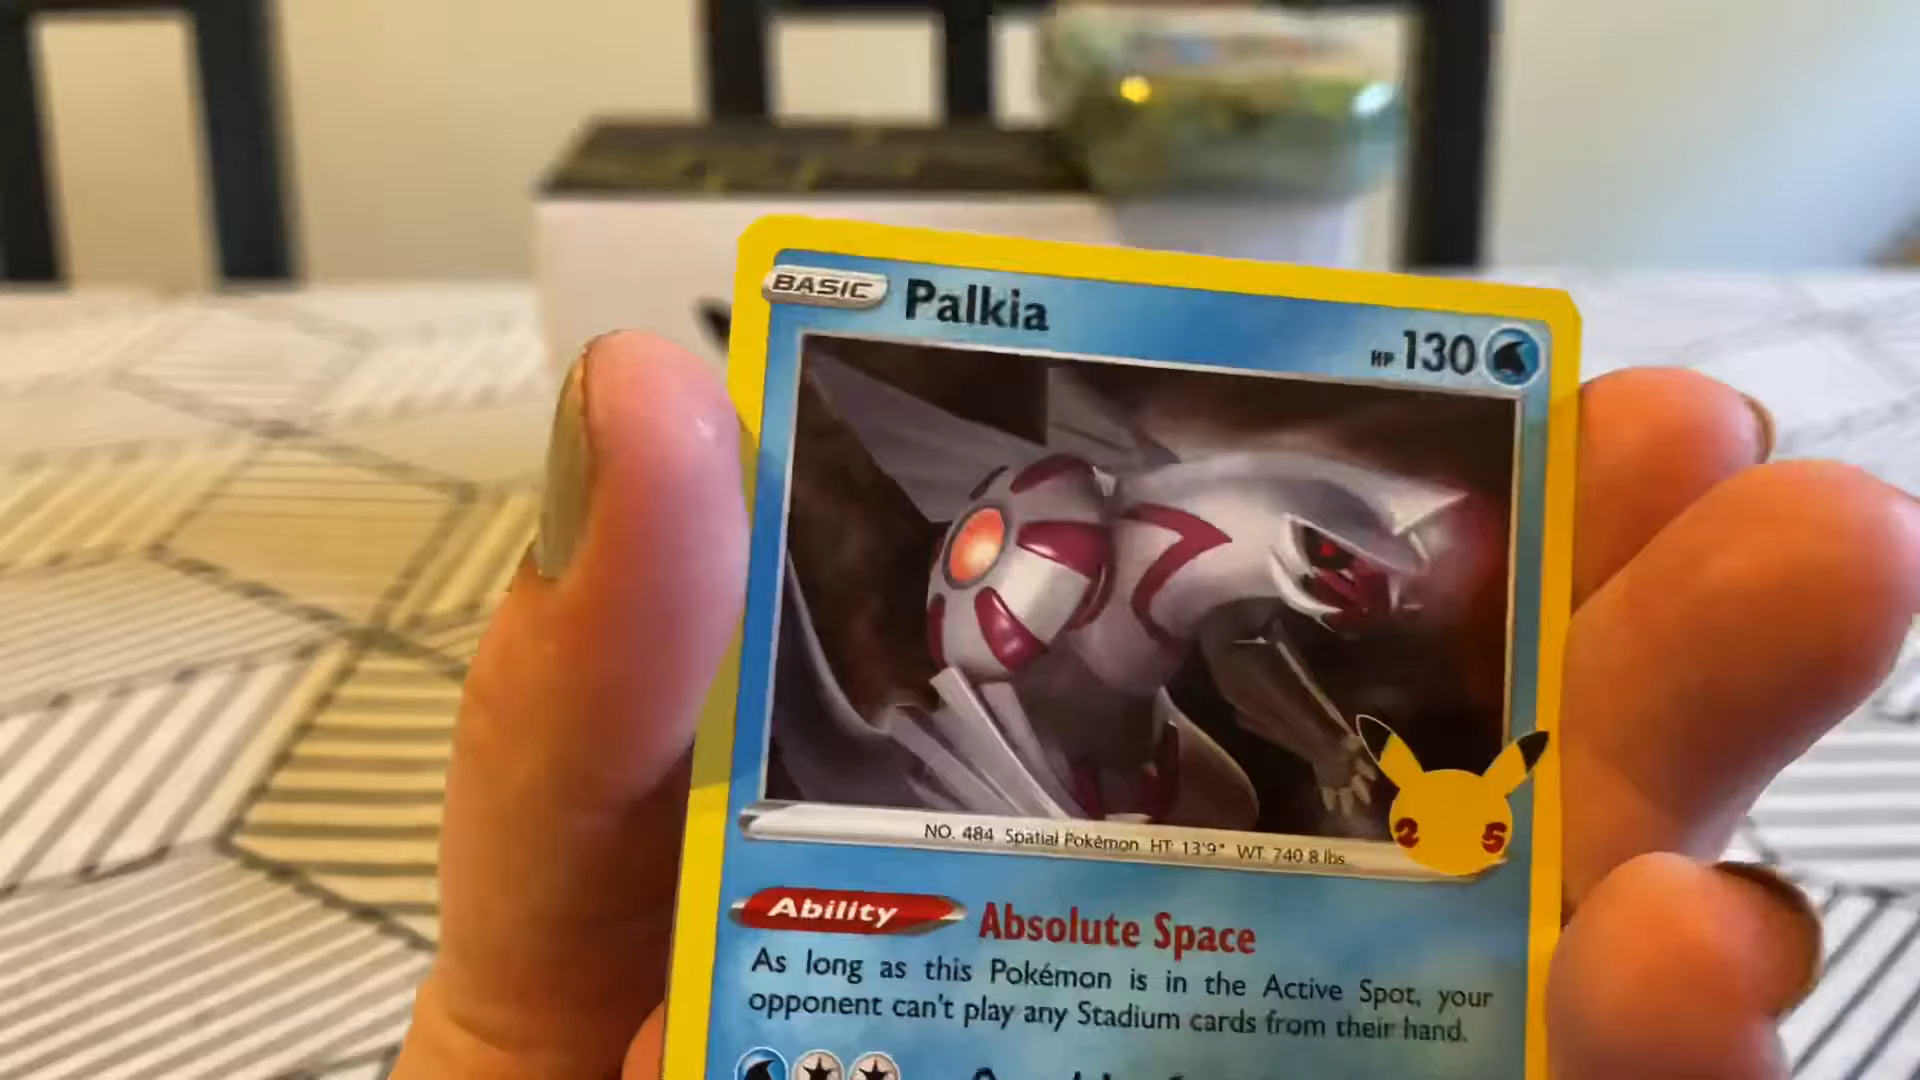 BASIC Palkia HP 130
NO. 484 Spatial Pokémon HT: 13'9" WT: 740.8 lbs.
25
Ability Absolute Space
As long as this Pokémon is in the Active Spot, your
opponent can't play any Stadium cards from their hand.